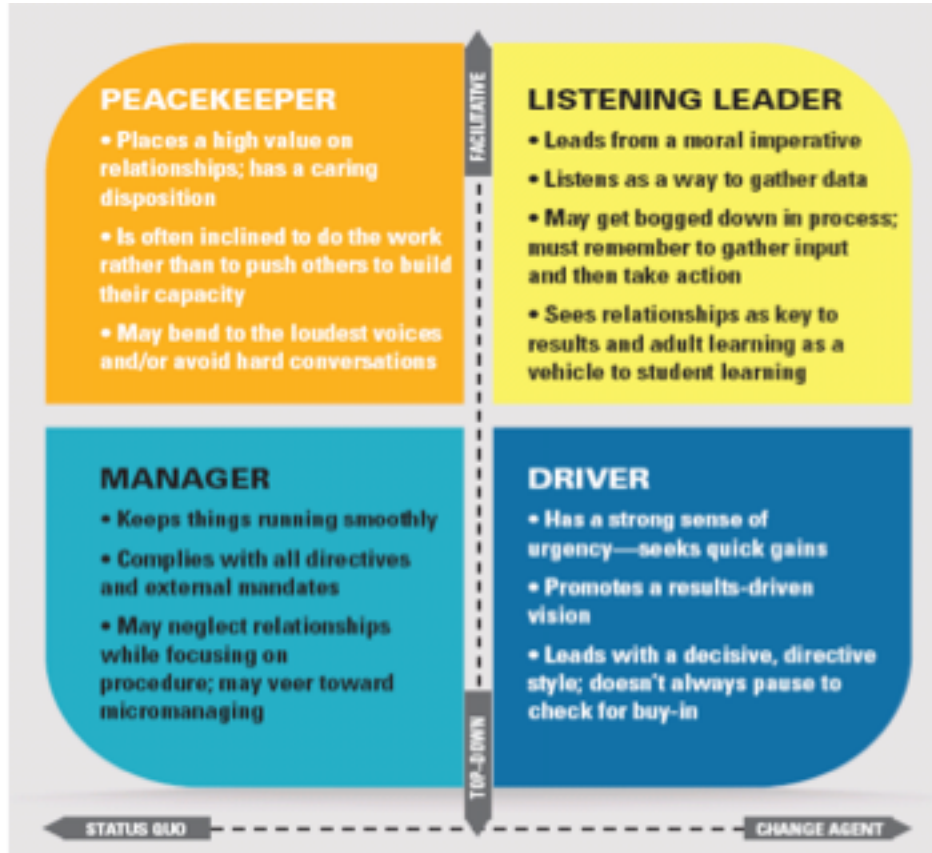 PEACEKEEPER
• Places a high value on
relationships; has a caring
disposition
• Is often inclined to do the work
rather than to push others to build
their capacity
• May bend to the loudest voices
and/or avoid hard conversations
FACILITATIVE
LISTENING LEADER
• Leads from a moral imperative
• Listens as a way to gather data
• May get bogged down in process;
must remember to gather input
and then take action
• Sees relationships as key to
results and adult learning as a
vehicle to student learning
MANAGER
• Keeps things running smoothly
• Complies with all directives
and external mandates
• May neglect relationships
while focusing on
procedure; may veer toward
micromanaging
TOP-DOWN
DRIVER
• Has a strong sense of
urgency—seeks quick gains
• Promotes a results-driven
vision
• Leads with a decisive, directive
style; doesn't always pause to
check for buy-in
STATUS QUO
CHANGE AGENT